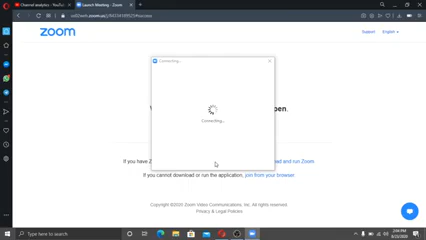 Channel analytics - YouTube
Launch Meeting - Zoom
zoom
Support
English
Connecting...
Connecting...
W
pen.
If you have Z
nload and run Zoom
If you cannot download or run the application, join from your browser.
Copyright ©2020 Zoom Video Communications, Inc. All rights reserved.
Privacy & Legal Policies
Type here to search